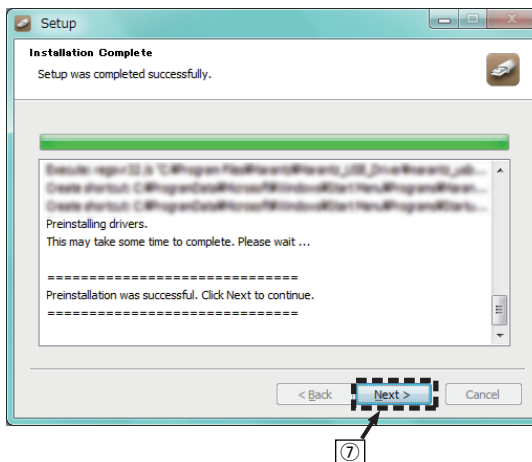 Setup
Installation Complete
Setup was completed successfully.
Preinstalling drivers.
This may take some time to complete. Please wait ...
==============================
Preinstallation was successful. Click Next to continue.
==============================
< Back
Next >
Cancel
⑦